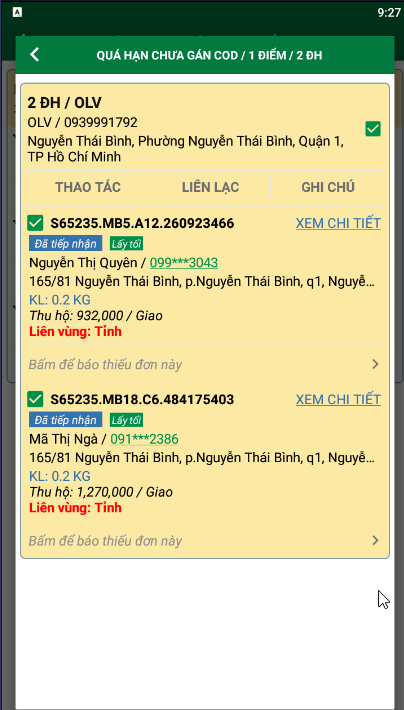 A
9:27
QUÁ HẠN CHƯA GÁN COD / 1 ĐIỂM / 2 ĐH
2 ĐH / OLV
OLV / 0939991792
Nguyễn Thái Bình, Phường Nguyễn Thái Bình, Quận 1,
TP Hồ Chí Minh
THAO TÁC LIÊN LẠC GHI CHÚ
S65235.MB5.A12.260923466 XEM CHI TIẾT
Đã tiếp nhận Lấy tối
Nguyễn Thị Quyên / 099***3043
165/81 Nguyễn Thái Bình, p.Nguyễn Thái Bình, q1, Nguyễ...
KL: 0.2 KG
Thu hộ: 932,000 / Giao
Liên vùng: Tỉnh
Bấm để báo thiếu đơn này
S65235.MB18.C6.484175403 XEM CHI TIẾT
Đã tiếp nhận Lấy tối
Mã Thị Ngà / 091***2386
165/81 Nguyễn Thái Bình, p.Nguyễn Thái Bình, q1, Nguyễ...
KL: 0.2 KG
Thu hộ: 1,270,000 / Giao
Liên vùng: Tỉnh
Bấm để báo thiếu đơn này